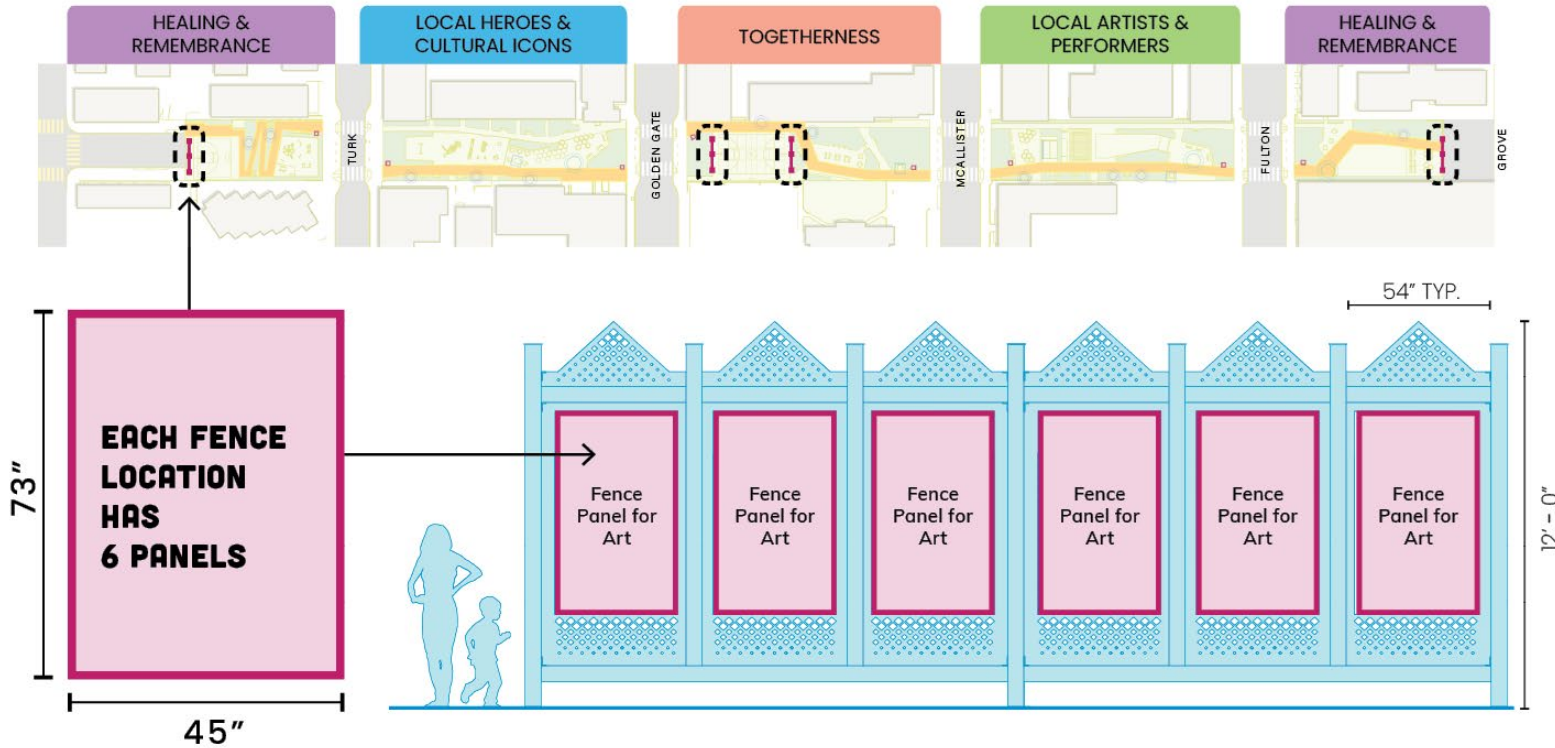 HEALING &
REMEMBRANCE
LOCAL HEROES &
CULTURAL ICONS
TOGETHERNESS
LOCAL ARTISTS &
PERFORMERS
HEALING &
REMEMBRANCE
TURK
GOLDEN GATE
MCALLISTER
FULTON
GROVE
54” TYP.
12’ - 0”
73”
EACH FENCE
LOCATION
HAS
6 PANELS
45”
Fence
Panel for
Art
Fence
Panel for
Art
Fence
Panel for
Art
Fence
Panel for
Art
Fence
Panel for
Art
Fence
Panel for
Art